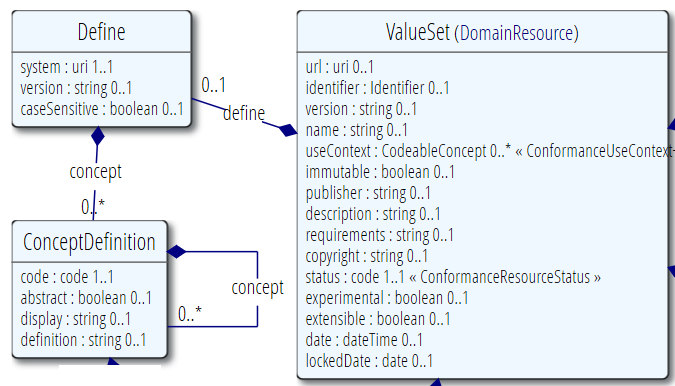 Define
system : uri 1..1
version : string 0..1
caseSensitive : boolean 0..1
0..1
define
concept
0..*
ConceptDefinition
code : code 1..1
abstract : boolean 0..1
display : string 0..1
definition : string 0..1
concept
0..*
ValueSet (DomainResource)
url : uri 0..1
identifier : Identifier 0..1
version : string 0..1
name : string 0..1
useContext : CodeableConcept 0..* « ConformanceUseContext
immutable : boolean 0..1
publisher : string 0..1
description : string 0..1
requirements : string 0..1
copyright : string 0..1
status : code 1..1 « ConformanceResourceStatus »
experimental : boolean 0..1
extensible : boolean 0..1
date : dateTime 0..1
lockedDate : date 0..1